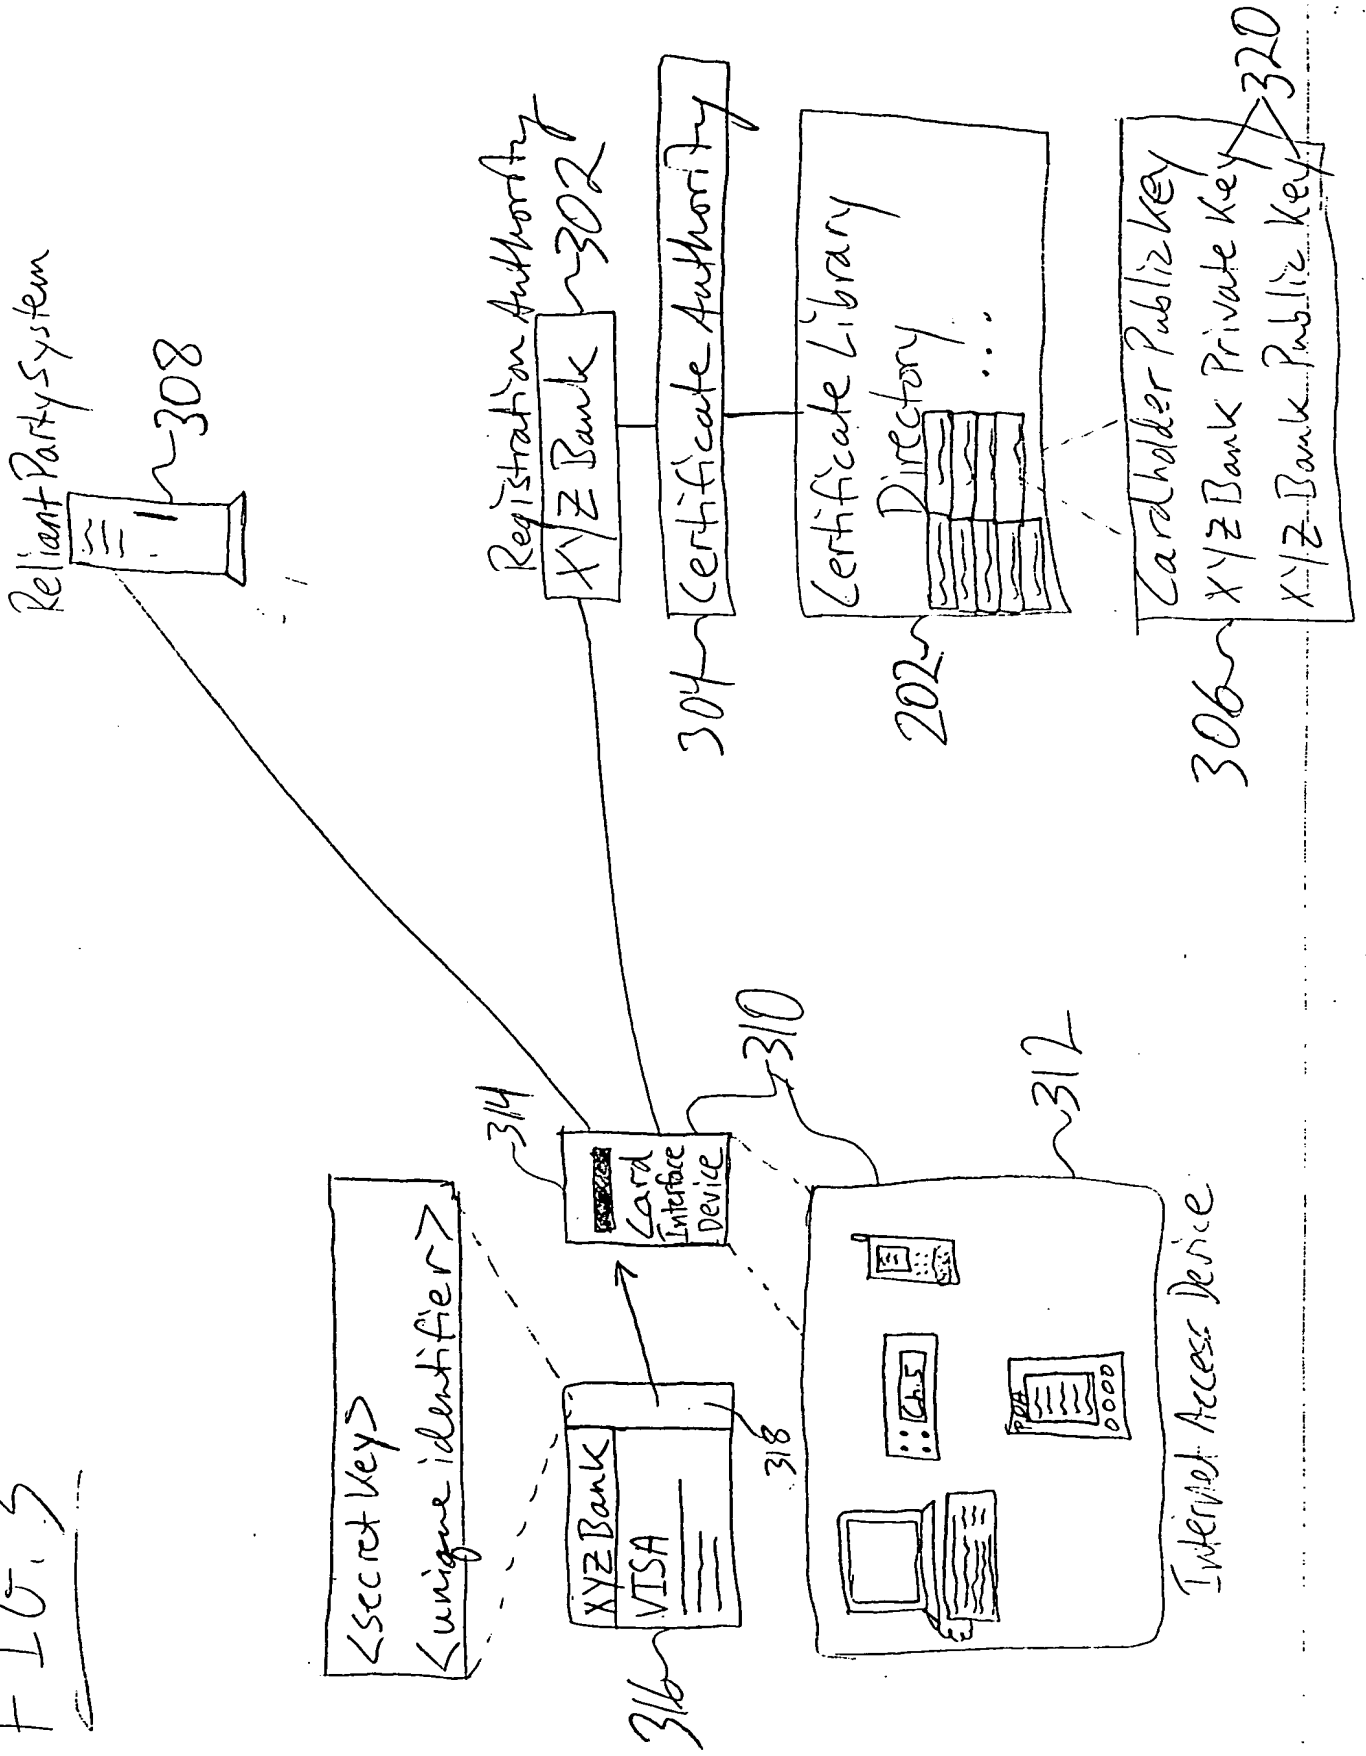 FIG. 3
<secret key>
<unique identifier>
XYZ Bank
VISA
316
318
314
Card
Interface
Device
310
312
Ch.5
PDA
Internet Access Device
Reliant Party System
308
Registration Authority
XYZ Bank
302
304
Certificate Authority
Certificate Library
Directory
...
202
Cardholder Public Key
XYZ Bank Private Key
XYZ Bank Public Key
320
306